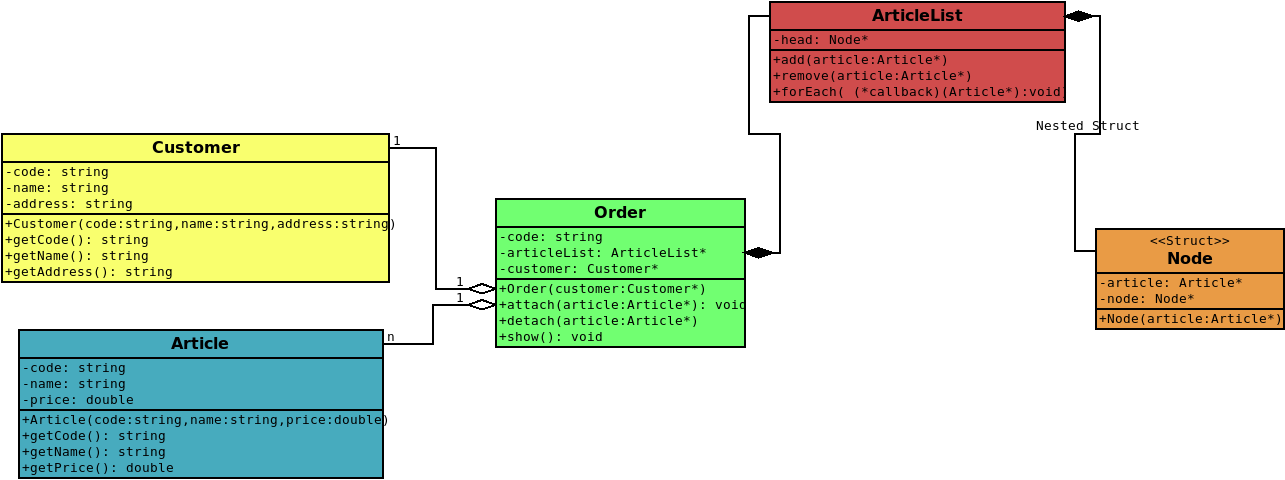 ArticleList
-head: Node*
+add(article:Article*)
+remove(article:Article*)
+forEach( (*callback)(Article*):void)
Nested Struct
Customer
-code: string
-name: string
-address: string
+Customer(code:string,name:string,address:string)
+getCode(): string
+getName(): string
+getAddress(): string
1
Order
-code: string
-articleList: ArticleList*
-customer: Customer*
+Order(customer:Customer*)
+attach(article:Article*): void
+detach(article:Article*)
+show(): void
1
1
<<Struct>>
Node
-article: Article*
-node: Node*
+Node(article:Article*)
Article
-code: string
-name: string
-price: double
+Article(code:string,name:string,price:double)
+getCode(): string
+getName(): string
+getPrice(): double
n